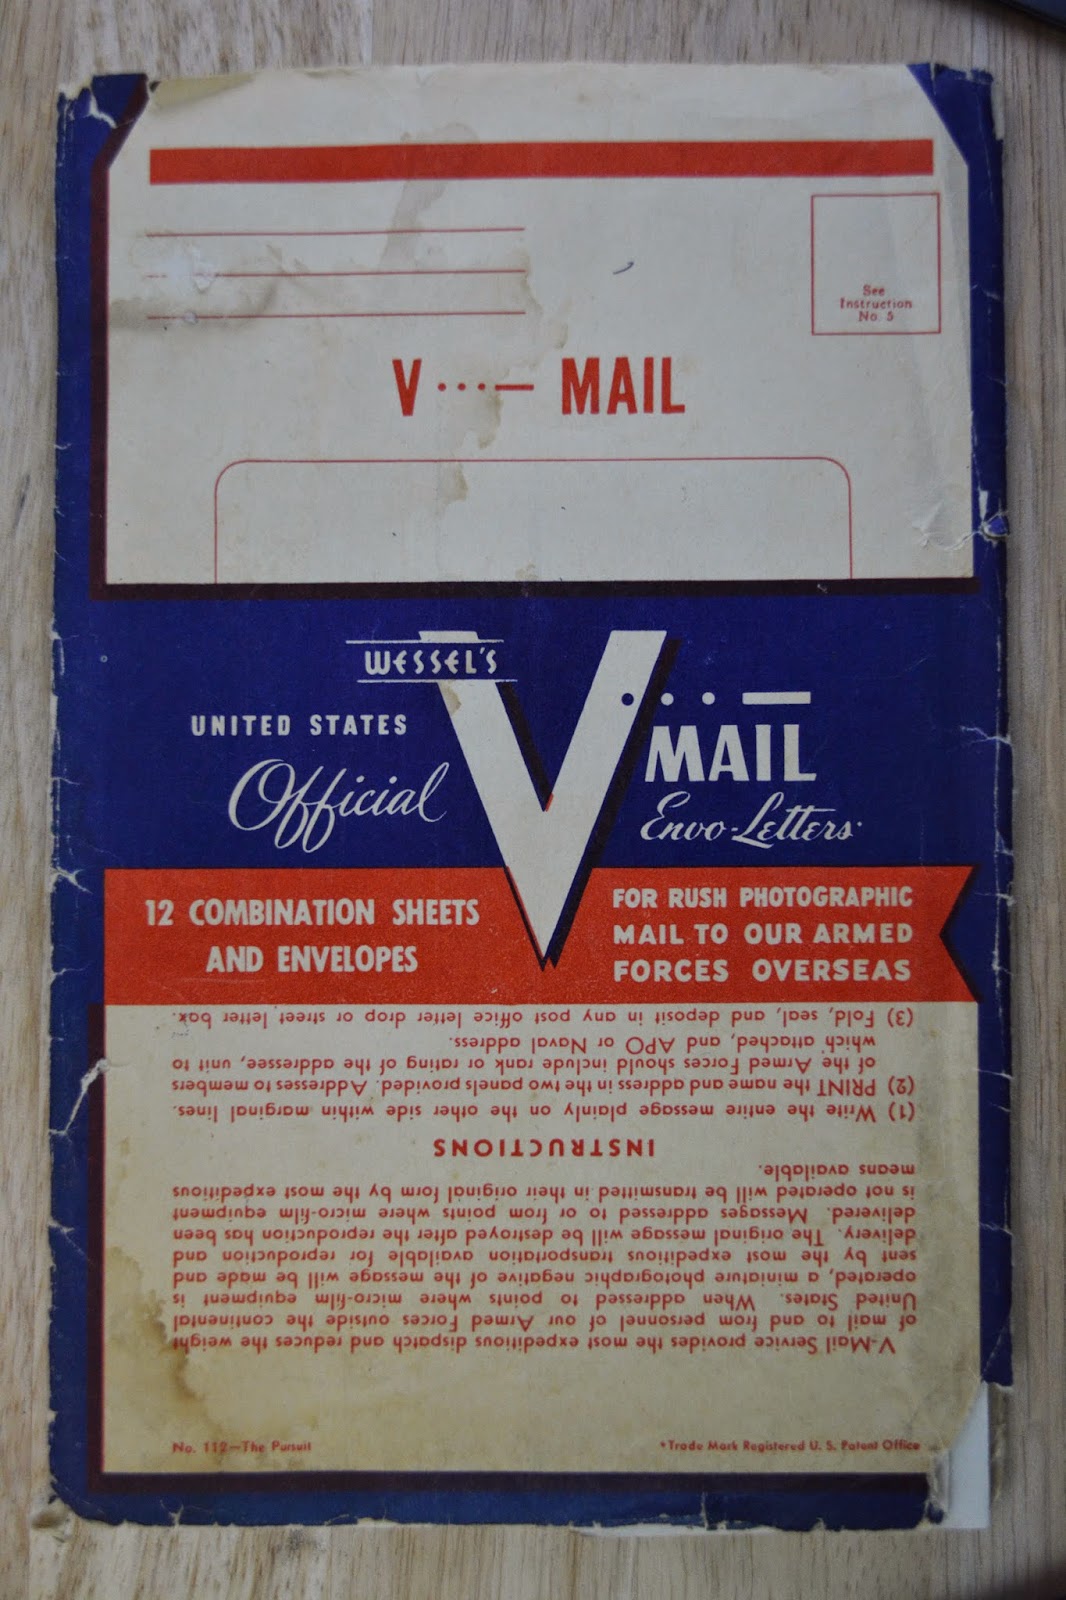 See
Instruction
No. 5
V ···— MAIL
WESSEL'S
UNITED STATES
Official
V ···—
MAIL
Envo-Letters
12 COMBINATION SHEETS
AND ENVELOPES
FOR RUSH PHOTOGRAPHIC
MAIL TO OUR ARMED
FORCES OVERSEAS
V-Mail Service provides the most expeditious dispatch and reduces the weight
of mail to and from personnel of our Armed Forces outside the continental
United States. When addressed to points where micro-film equipment is
operated, a miniature photographic negative of the message will be made and
sent by the most expeditious transportation available for reproduction and
delivery. The original message will be destroyed after the reproduction has been
delivered. Messages addressed to or from points where micro-film equipment
is not operated will be transmitted in their original form by the most expeditious
means available.
INSTRUCTIONS
(1) Write the entire message plainly on the other side within marginal lines.
(2) PRINT the name and address in the two panels provided. Addresses to members
of the Armed Forces should include rank or rating of the addressee, unit to
which attached, and APO or Naval address.
(3) Fold, seal, and deposit in any post office letter drop or street letter box.
No. 112—The Pursuit
*Trade Mark Registered U. S. Patent Office